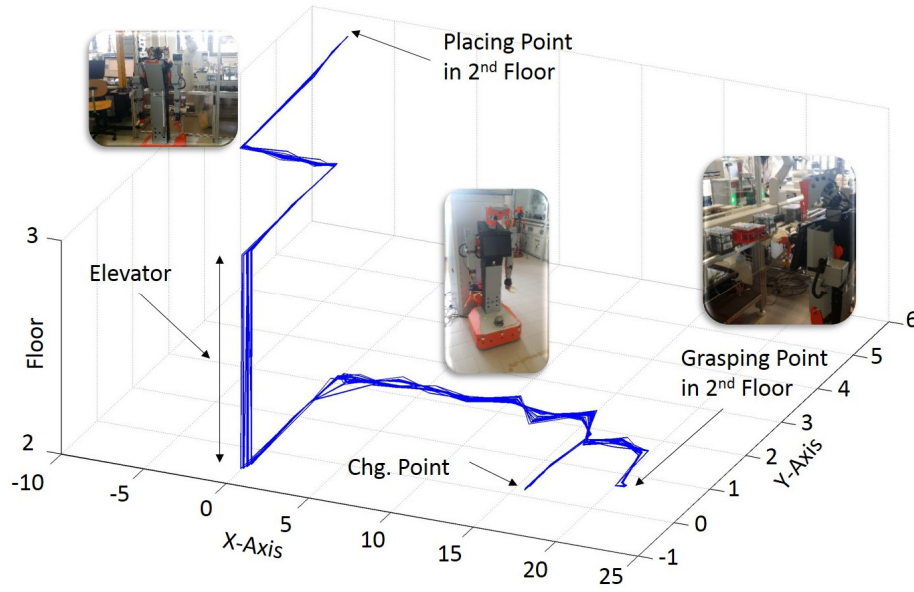 Placing Point
in 2nd Floor
3
Elevator
Floor
2
-10
-5
0
5
10
15
20
25
X-Axis
Chg. Point
Grasping Point
in 2nd Floor
6
5
4
3
2
1
0
-1
Y-Axis